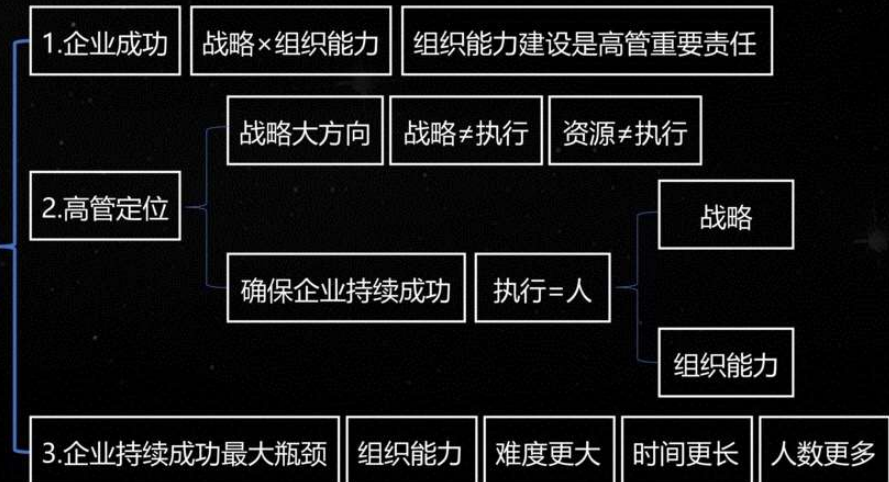 1.企业成功 战略×组织能力 组织能力建设是高管重要责任
战略大方向 战略≠执行 资源≠执行
2.高管定位
战略
确保企业持续成功 执行=人
组织能力
3.企业持续成功最大瓶颈 组织能力 难度更大 时间更长 人数更多